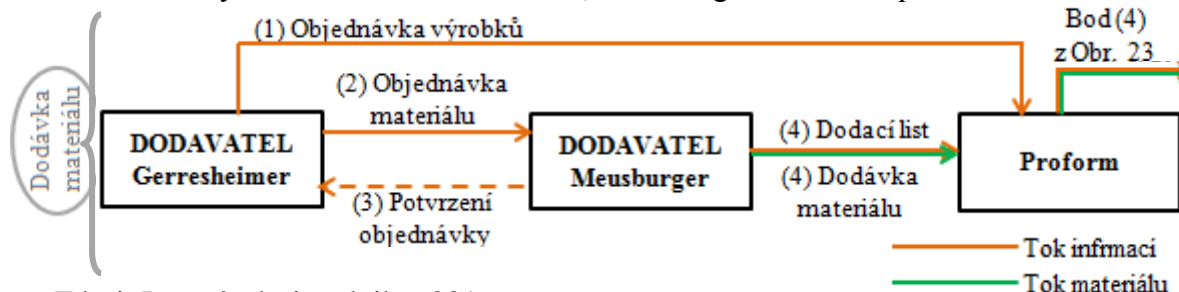 (1) Objednávka výrobků
Bod (4)
z Obr. 23
(2) Objednávka
materiálu
Dodávka
materiálu
DODAVATEL
Gerresheimer
DODAVATEL
Meusburger
(4) Dodací list
Proform
(3) Potvrzení
objednávky
(4) Dodávka
materiálu
Tok infrmací
Tok materiálu